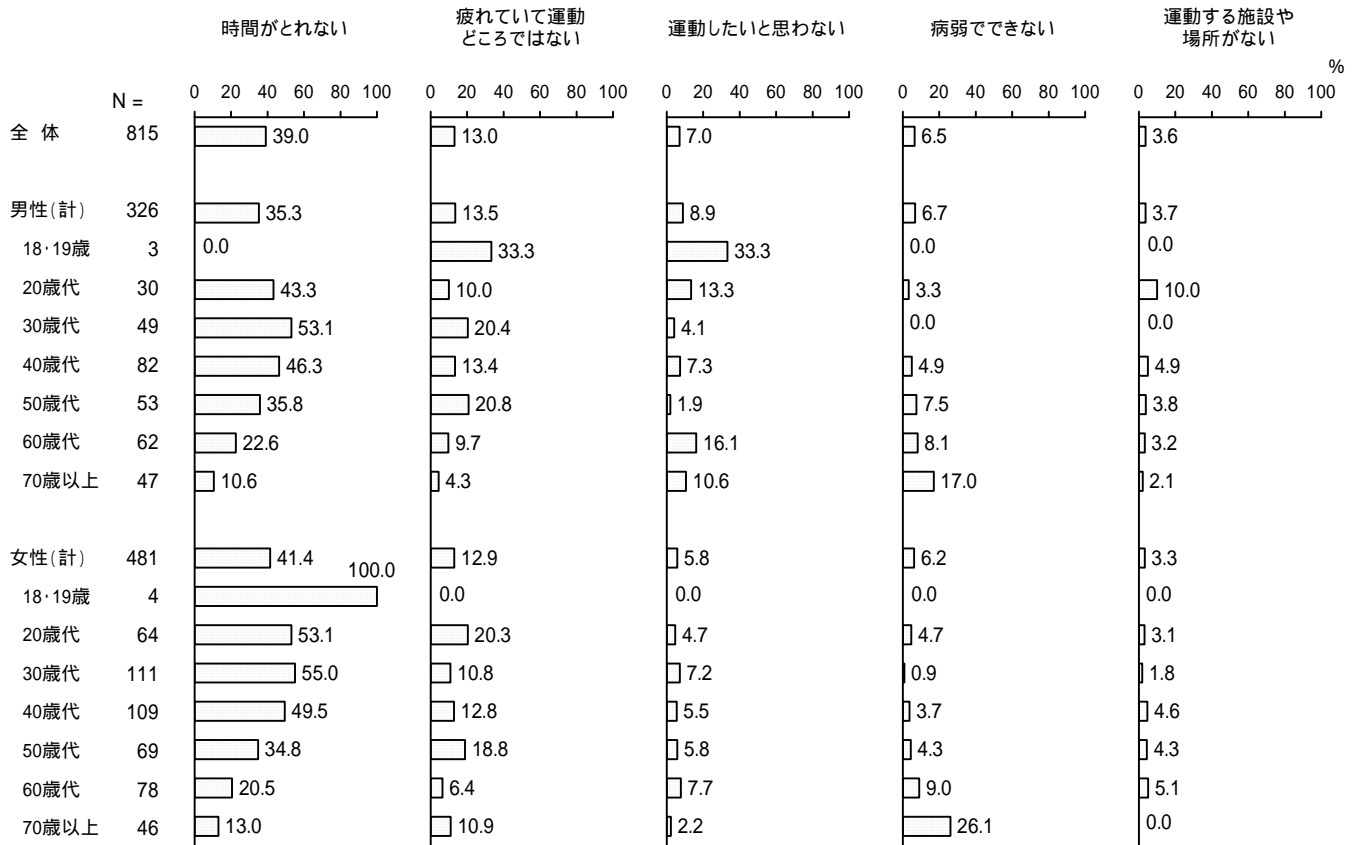 時間がとれない 疲れていて運動どころではない 運動したいと思わない 病弱でできない 運動する施設や場所がない
%
N = 0 20 40 60 80 100 0 20 40 60 80 100 0 20 40 60 80 100 0 20 40 60 80 100 0 20 40 60 80 100
全 体 815 39.0 13.0 7.0 6.5 3.6
男性(計) 326 35.3 13.5 8.9 6.7 3.7
18・19歳 3 0.0 33.3 33.3 0.0 0.0
20歳代 30 43.3 10.0 13.3 3.3 10.0
30歳代 49 53.1 20.4 4.1 0.0 0.0
40歳代 82 46.3 13.4 7.3 4.9 4.9
50歳代 53 35.8 20.8 1.9 7.5 3.8
60歳代 62 22.6 9.7 16.1 8.1 3.2
70歳以上 47 10.6 4.3 10.6 17.0 2.1
女性(計) 481 41.4 12.9 5.8 6.2 3.3
18・19歳 4 100.0 0.0 0.0 0.0 0.0
20歳代 64 53.1 20.3 4.7 4.7 3.1
30歳代 111 55.0 10.8 7.2 0.9 1.8
40歳代 109 49.5 12.8 5.5 3.7 4.6
50歳代 69 34.8 18.8 5.8 4.3 4.3
60歳代 78 20.5 6.4 7.7 9.0 5.1
70歳以上 46 13.0 10.9 2.2 26.1 0.0